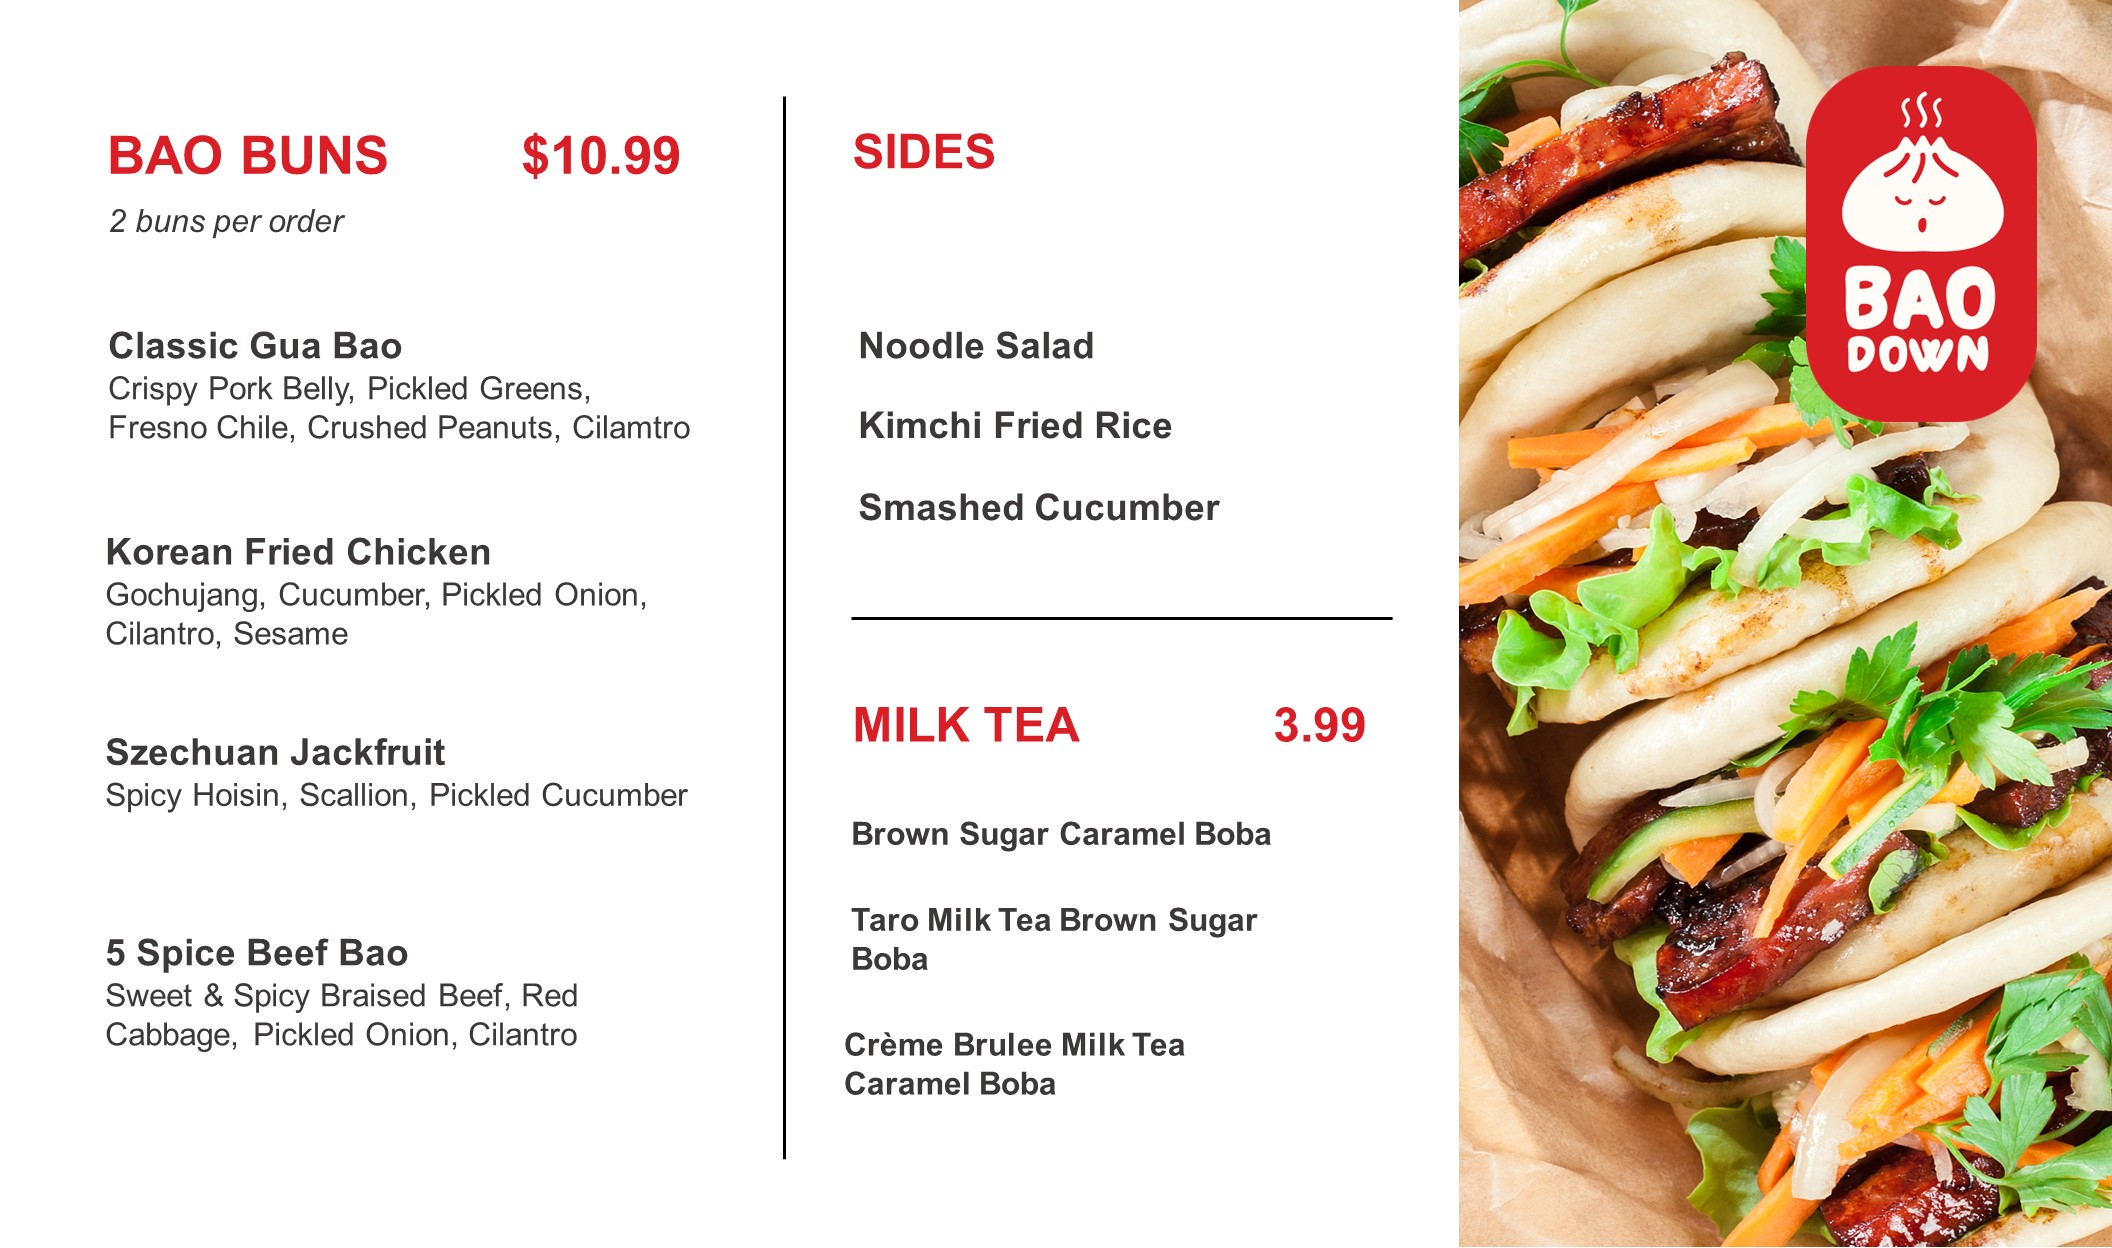 BAO BUNS $10.99
2 buns per order
Classic Gua Bao
Crispy Pork Belly, Pickled Greens,
Fresno Chile, Crushed Peanuts, Cilamtro
Korean Fried Chicken
Gochujang, Cucumber, Pickled Onion,
Cilantro, Sesame
Szechuan Jackfruit
Spicy Hoisin, Scallion, Pickled Cucumber
5 Spice Beef Bao
Sweet & Spicy Braised Beef, Red
Cabbage, Pickled Onion, Cilantro
SIDES
Noodle Salad
Kimchi Fried Rice
Smashed Cucumber
MILK TEA 3.99
Brown Sugar Caramel Boba
Taro Milk Tea Brown Sugar
Boba
Crème Brulee Milk Tea
Caramel Boba
BAO
DOWN